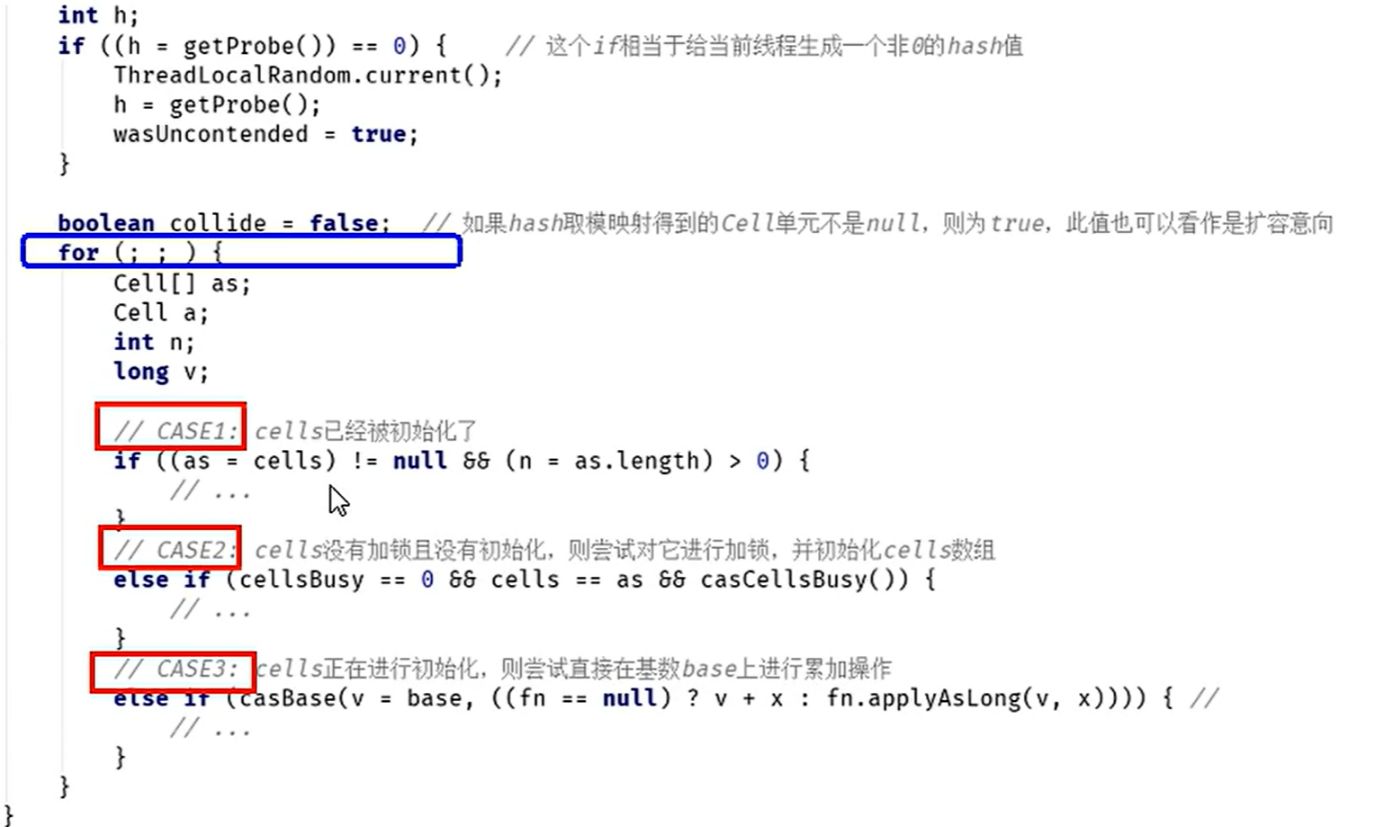 int h;
if ((h = getProbe()) == 0) {    // 这个if相当于给当前线程生成一个非0的hash值
ThreadLocalRandom.current();
h = getProbe();
wasUncontended = true;
}
boolean collide = false;  // 如果hash取模映射得到的Cell单元不是null，则为true，此值也可以看作是扩容意向
for (; ; ) {
Cell[] as;
Cell a;
int n;
long v;
// CASE1: cells已经被初始化了
if ((as = cells) != null && (n = as.length) > 0) {
// ...
}
// CASE2: cells没有加锁且没有初始化，则尝试对它进行加锁，并初始化cells数组
else if (cellsBusy == 0 && cells == as && casCellsBusy()) {
// ...
}
// CASE3: cells正在进行初始化，则尝试直接在基数base上进行累加操作
else if (casBase(v = base, ((fn == null) ? v + x : fn.applyAsLong(v, x)))) { //
// ...
}
}
}